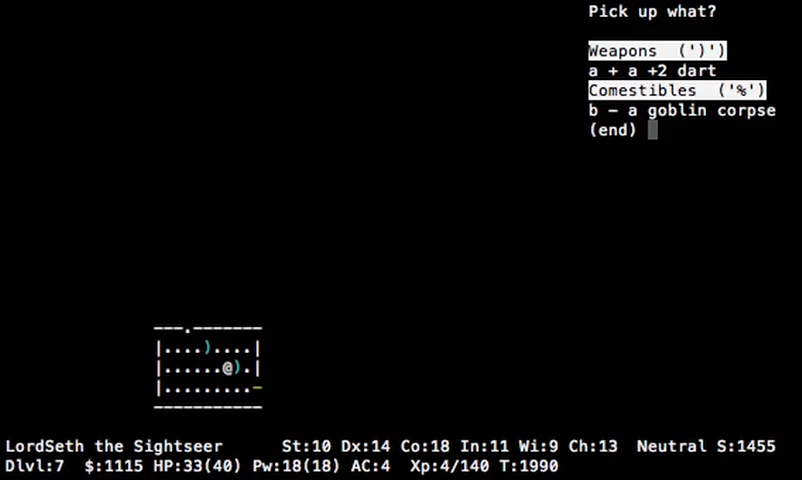 Pick up what?
Weapons (')')
a + a +2 dart
Comestibles ('%')
b - a goblin corpse
(end)
---.-------
|....)....|
|......@).|
|.........-
-----------
LordSeth the Sightseer St:10 Dx:14 Co:18 In:11 Wi:9 Ch:13 Neutral S:1455
Dlvl:7 $:1115 HP:33(40) Pw:18(18) AC:4 Xp:4/140 T:1990